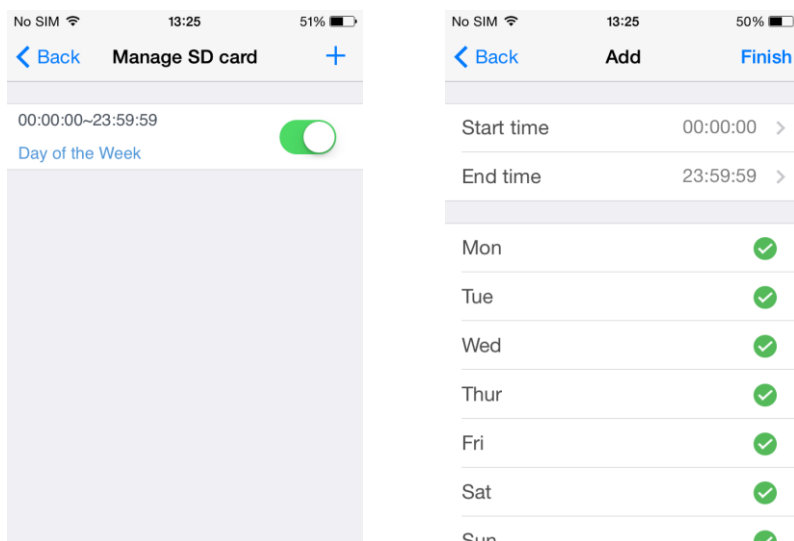 No SIM 13:25 51%
Back Manage SD card +
00:00:00~23:59:59
Day of the Week
No SIM 13:25 50%
Back Add Finish
Start time 00:00:00
End time 23:59:59
Mon
Tue
Wed
Thur
Fri
Sat
Sun